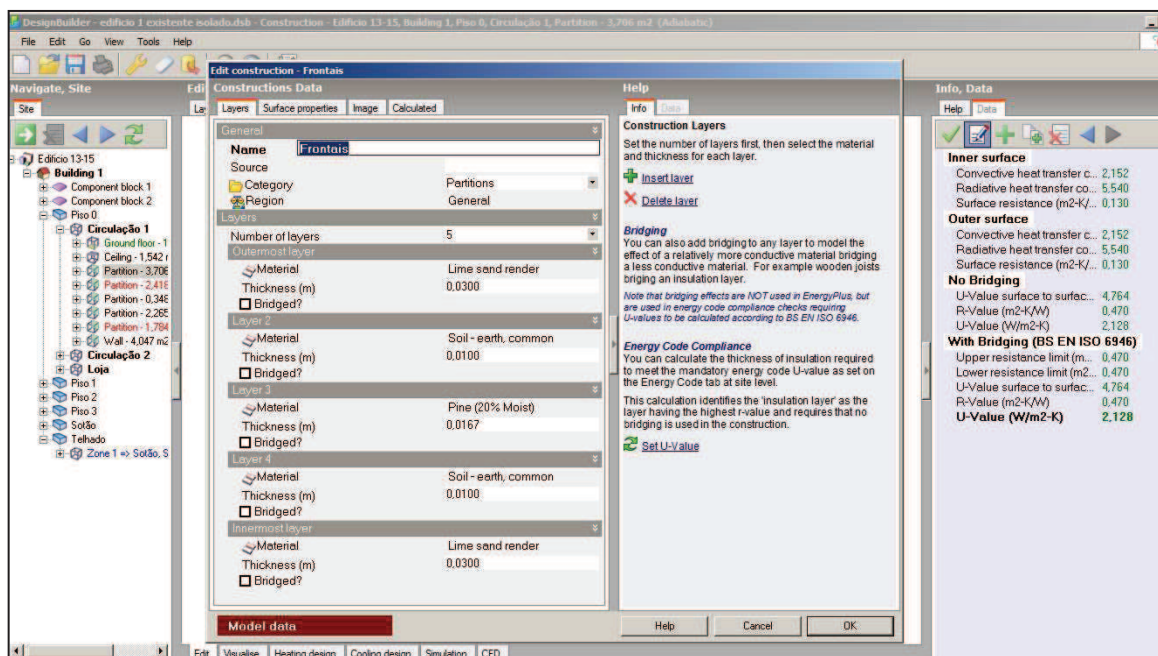 DesignBuilder - edificio 1 existente isolado.dsb - Construction - Edificio 13-15, Building 1, Piso 0, Circulação 1, Partition - 3,706 m2 (Adiabatic)
File Edit Go View Tools Help
Navigate, Site
Site
Edificio 13-15
Building 1
Component block 1
Component block 2
Piso 0
Circulação 1
Ground floor - 1
Ceiling - 1,542 r
Partition - 3,706
Partition - 2,418
Partition - 0,348
Partition - 2,265
Partition - 1,784
Wall - 4,047 m2
Circulação 2
Loja
Piso 1
Piso 2
Piso 3
Sotão
Telhado
Zone 1 => Sotão, S
Edi
La
Edit construction - Frontais
Constructions Data
Layers Surface properties Image Calculated
General
Name Frontais
Source
Category Partitions
Region General
Layers
Number of layers 5
Outermost layer
Material Lime sand render
Thickness (m) 0,0300
Bridged?
Layer 2
Material Soil - earth, common
Thickness (m) 0,0100
Bridged?
Layer 3
Material Pine (20% Moist)
Thickness (m) 0,0167
Bridged?
Layer 4
Material Soil - earth, common
Thickness (m) 0,0100
Bridged?
Innermost layer
Material Lime sand render
Thickness (m) 0,0300
Bridged?
Model data
Help
Info Data
Construction Layers
Set the number of layers first, then select the material
and thickness for each layer.
Insert layer
Delete layer
Bridging
You can also add bridging to any layer to model the
effect of a relatively more conductive material bridging
a less conductive material. For example wooden joists
briging an insulation layer.
Note that bridging effects are NOT used in EnergyPlus, but
are used in energy code compliance checks requiring
U-values to be calculated according to BS EN ISO 6946.
Energy Code Compliance
You can calculate the thickness of insulation required
to meet the mandatory energy code U-value as set on
the Energy Code tab at site level.
This calculation identifies the 'insulation layer' as the
layer having the highest r-value and requires that no
bridging is used in the construction.
Set U-Value
Help Cancel OK
Info, Data
Help Data
Inner surface
Convective heat transfer c... 2,152
Radiative heat transfer co... 5,540
Surface resistance (m2-K/... 0,130
Outer surface
Convective heat transfer c... 2,152
Radiative heat transfer co... 5,540
Surface resistance (m2-K/... 0,130
No Bridging
U-Value surface to surfac... 4,764
R-Value (m2-K/W) 0,470
U-Value (W/m2-K) 2,128
With Bridging (BS EN ISO 6946)
Upper resistance limit (m... 0,470
Lower resistance limit (m2... 0,470
U-Value surface to surfac... 4,764
R-Value (m2-K/W) 0,470
U-Value (W/m2-K) 2,128
Edit Visualise Heating design Cooling design Simulation CFD